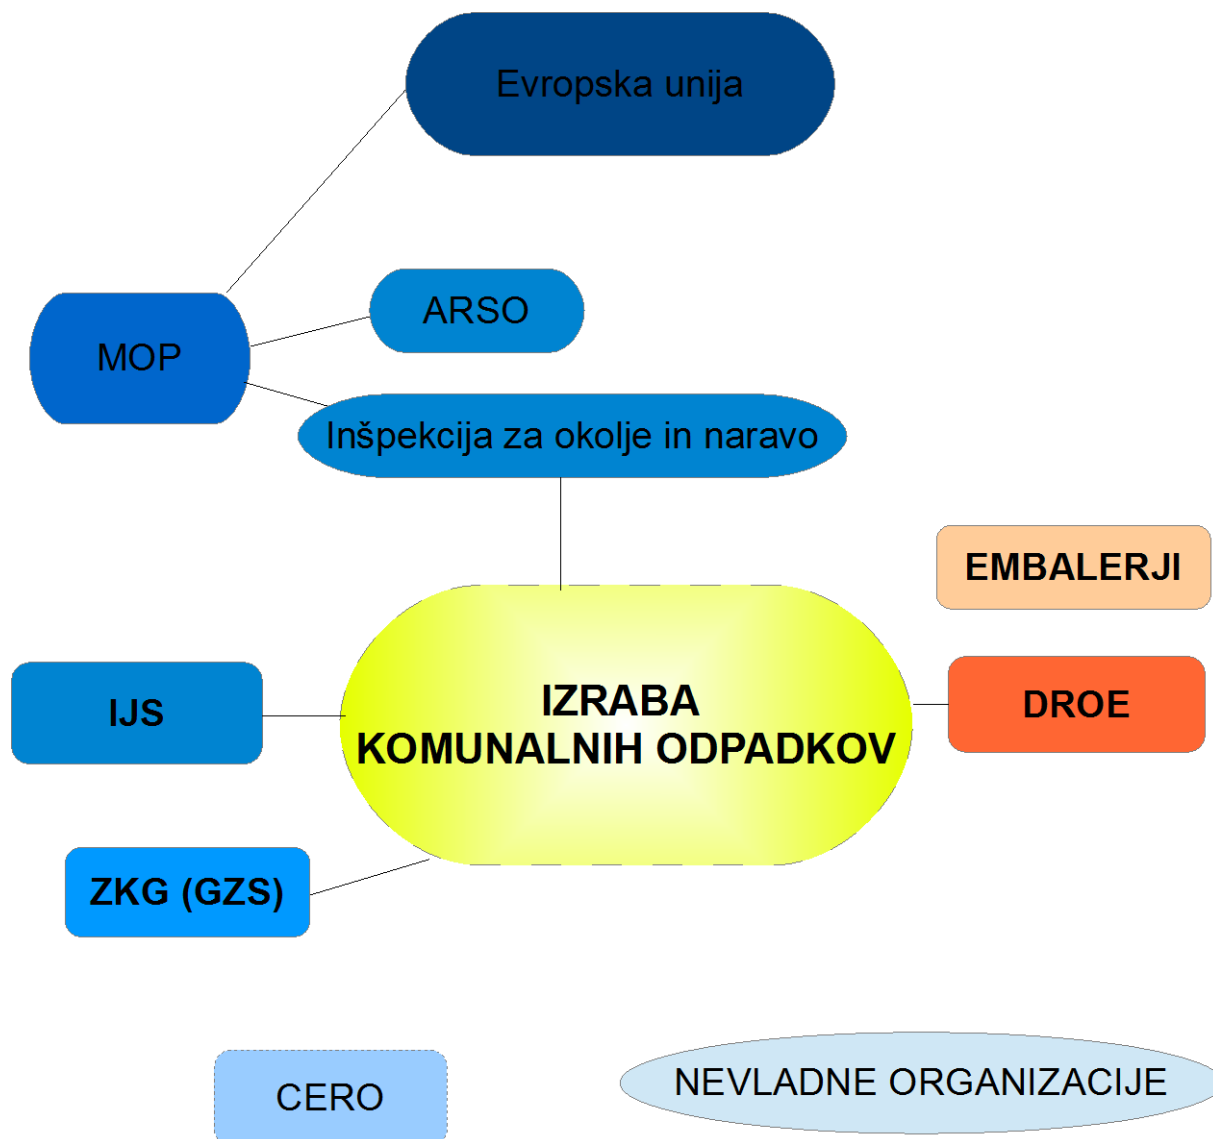 Evropska unija
ARSO
MOP
Inšpekcija za okolje in naravo
EMBALERJI
IZRABA
KOMUNALNIH ODPADKOV
IJS
DROE
ZKG (GZS)
CERO
NEVLADNE ORGANIZACIJE